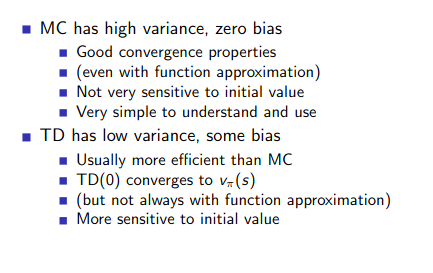 MC has high variance, zero bias
Good convergence properties
(even with function approximation)
Not very sensitive to initial value
Very simple to understand and use
TD has low variance, some bias
Usually more efficient than MC
TD(0) converges to vπ(s)
(but not always with function approximation)
More sensitive to initial value